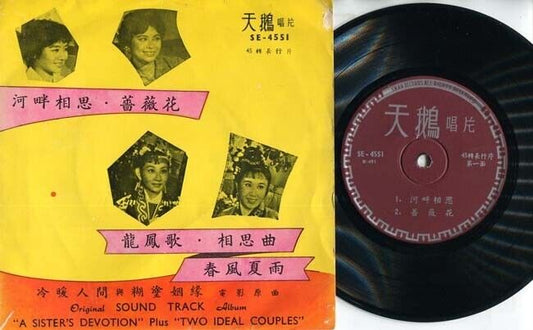 天鵝唱片
SE-4551
45轉長行片
河畔相思・薔薇花
龍鳳歌・相思曲
春風夏雨
冷暖人間與糊塗姻緣 電影原曲
Original SOUND TRACK Album
"A SISTER'S DEVOTION" Plus "TWO IDEAL COUPLES"
天鵝唱片
SE-4551
45轉長行片
第一面
1. 河畔相思
2. 薔薇花